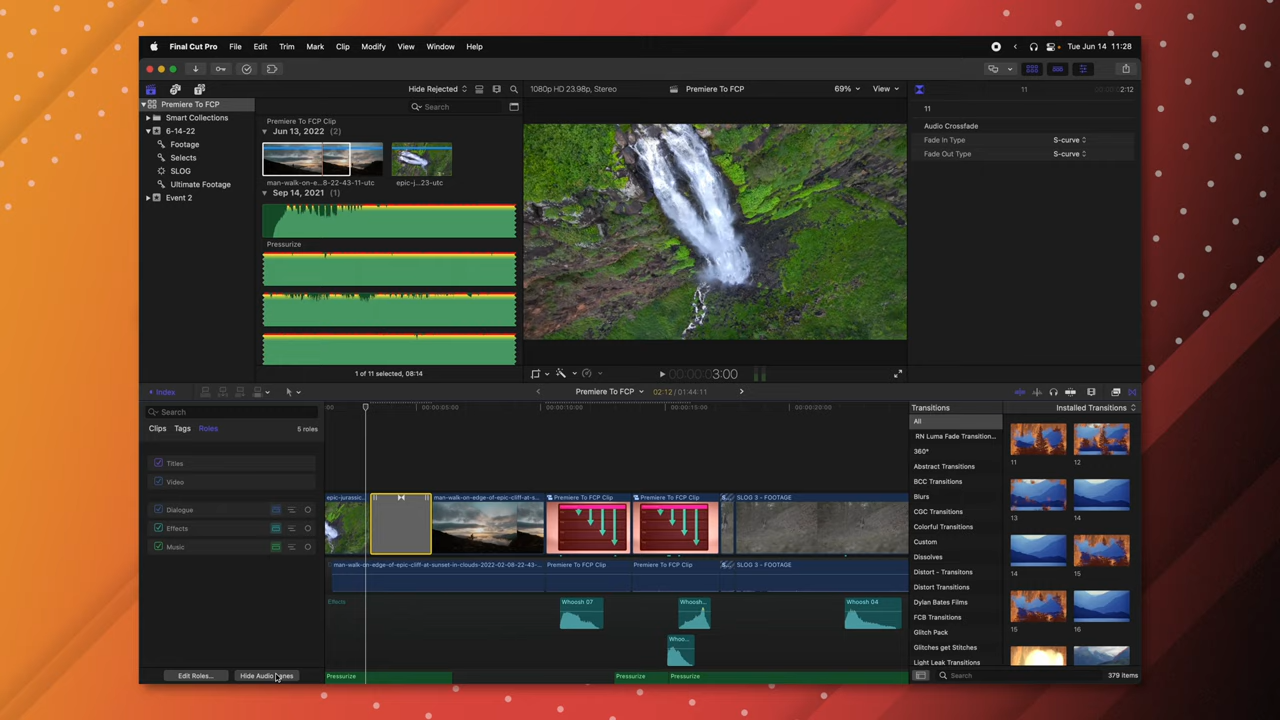 Final Cut Pro File Edit Trim Mark Clip Modify View Window Help
Tue Jun 14 11:28
Hide Rejected
1080p HD 23.98p, Stereo
Premiere To FCP
69%
View
11
2:12
Premiere To FCP
Smart Collections
6-14-22
Footage
Selects
SLOG
Ultimate Footage
Event 2
Search
Premiere To FCP Clip
Jun 13, 2022 (2)
man-walk-on-e...8-22-43-11-utc
epic-j...23-utc
Sep 14, 2021 (1)
Pressurize
1 of 11 selected, 08:14
3:00
11
Audio Crossfade
Fade In Type S-curve
Fade Out Type S-curve
Index
Premiere To FCP
02:12 / 01:44:11
Search
Clips Tags Roles
5 roles
Titles
Video
Dialogue
Effects
Music
Edit Roles...
Hide Audio Lanes
00
00:00:05:00
00:00:10:00
00:00:15:00
00:00:20:00
epic-jurassic...
man-walk-on-edge-of-epic-cliff-at-s...
Premiere To FCP Clip
Premiere To FCP Clip
SLOG 3 - FOOTAGE
man-walk-on-edge-of-epic-cliff-at-sunset-in-clouds-2022-02-08-22-43-...
Premiere To FCP Clip
Premiere To FCP Clip
SLOG 3 - FOOTAGE
Effects
Whoosh 07
Whoosh...
Whoosh 04
Whoo...
Pressurize
Pressurize
Pressurize
Transitions
Installed Transitions
All
RN Luma Fade Transition...
360°
Abstract Transitions
BCC Transitions
Blurs
CGC Transitions
Colorful Transitions
Custom
Dissolves
Distort - Transitons
Distort Transitions
Dylan Bates Films
FCB Transitions
Glitch Pack
Glitches get Stitches
Light Leak Transitions
11
12
13
14
14
15
15
16
Search
379 items